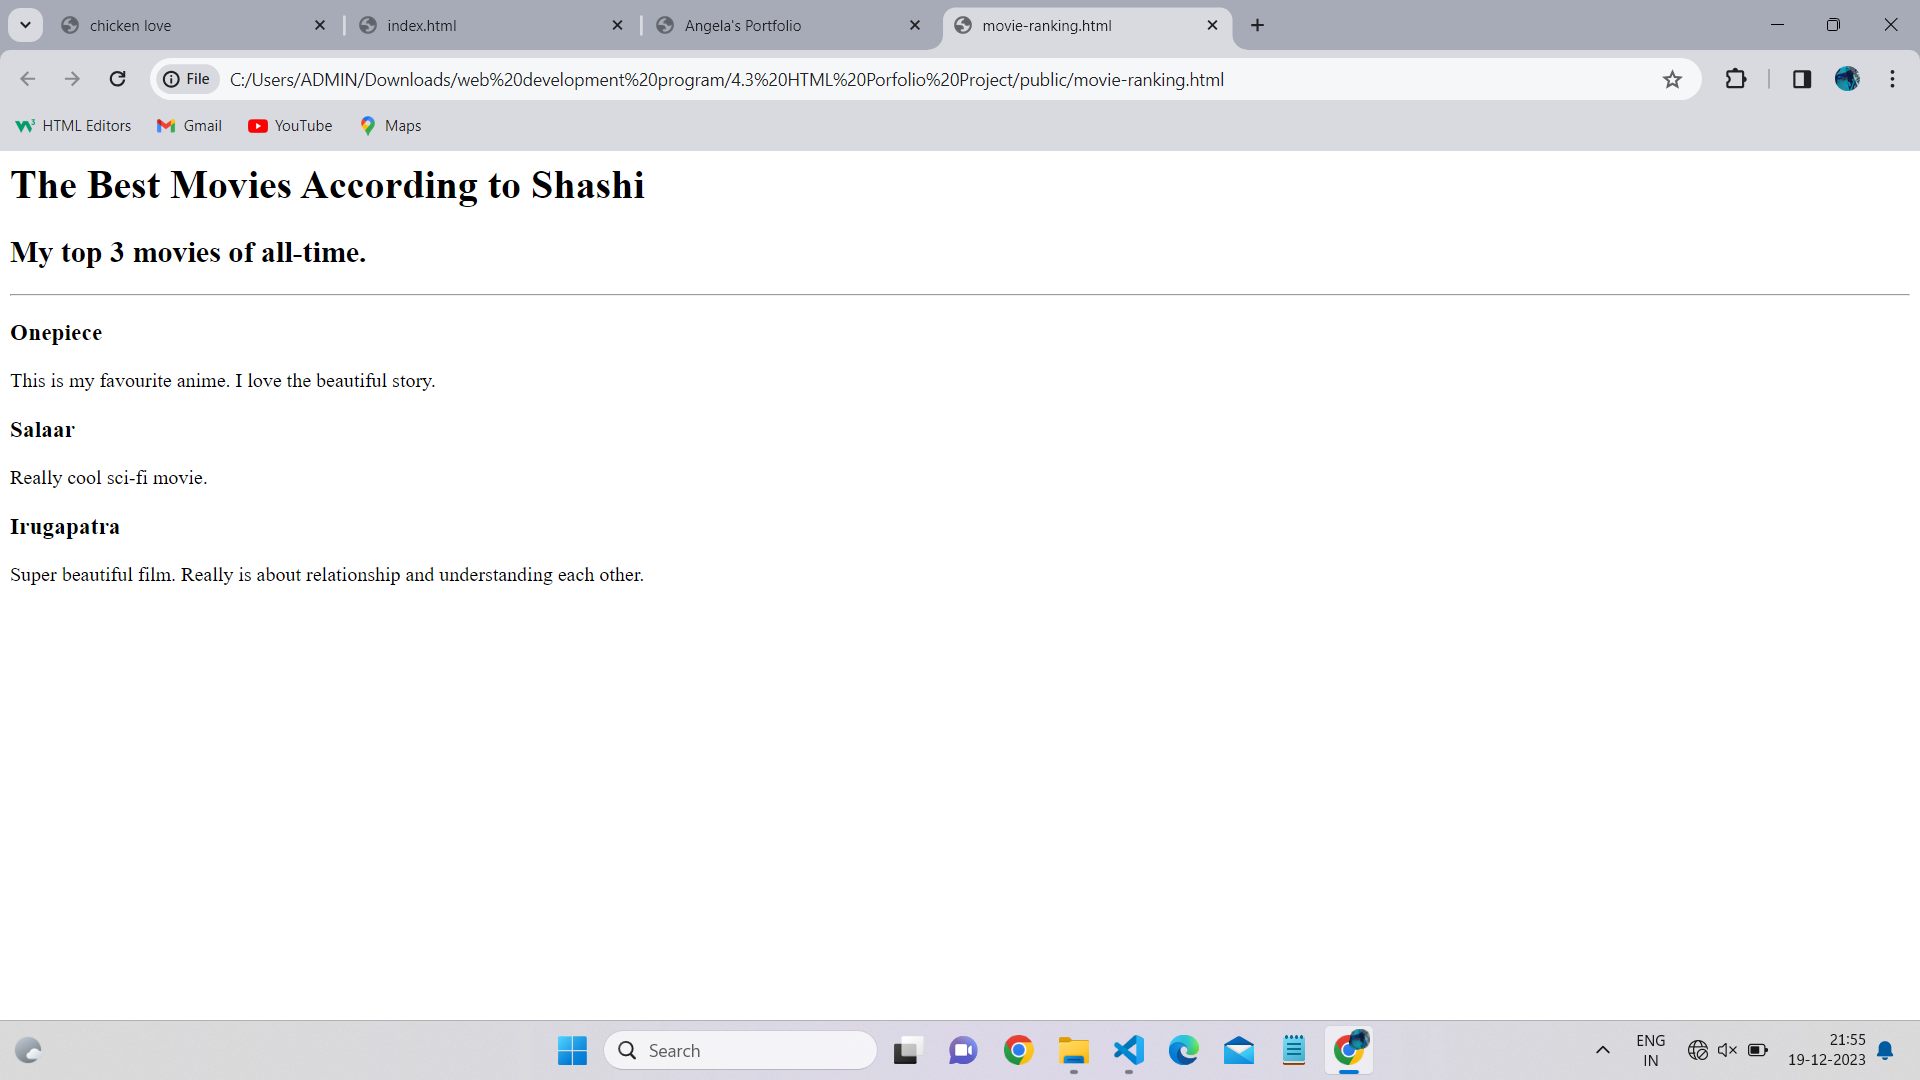 chicken love
index.html
Angela's Portfolio
movie-ranking.html
File C:/Users/ADMIN/Downloads/web%20development%20program/4.3%20HTML%20Porfolio%20Project/public/movie-ranking.html
HTML Editors Gmail YouTube Maps
The Best Movies According to Shashi
My top 3 movies of all-time.
Onepiece
This is my favourite anime. I love the beautiful story.
Salaar
Really cool sci-fi movie.
Irugapatra
Super beautiful film. Really is about relationship and understanding each other.
Search
ENG
IN
21:55
19-12-2023